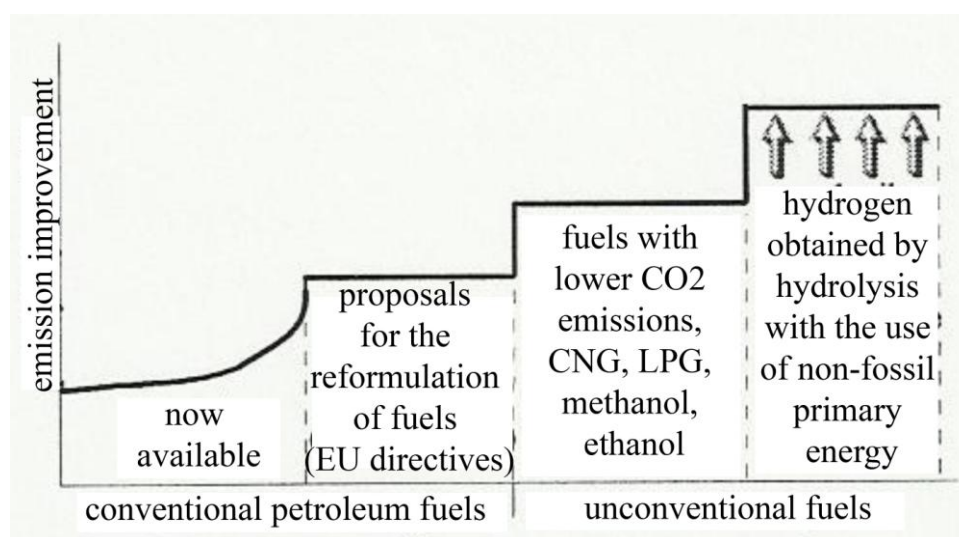 emission improvement
now
available
proposals
for the
reformulation
of fuels
(EU directives)
fuels with
lower CO2
emissions,
CNG, LPG,
methanol,
ethanol
hydrogen
obtained by
hydrolysis
with the use
of non-fossil
primary
energy
conventional petroleum fuels
unconventional fuels